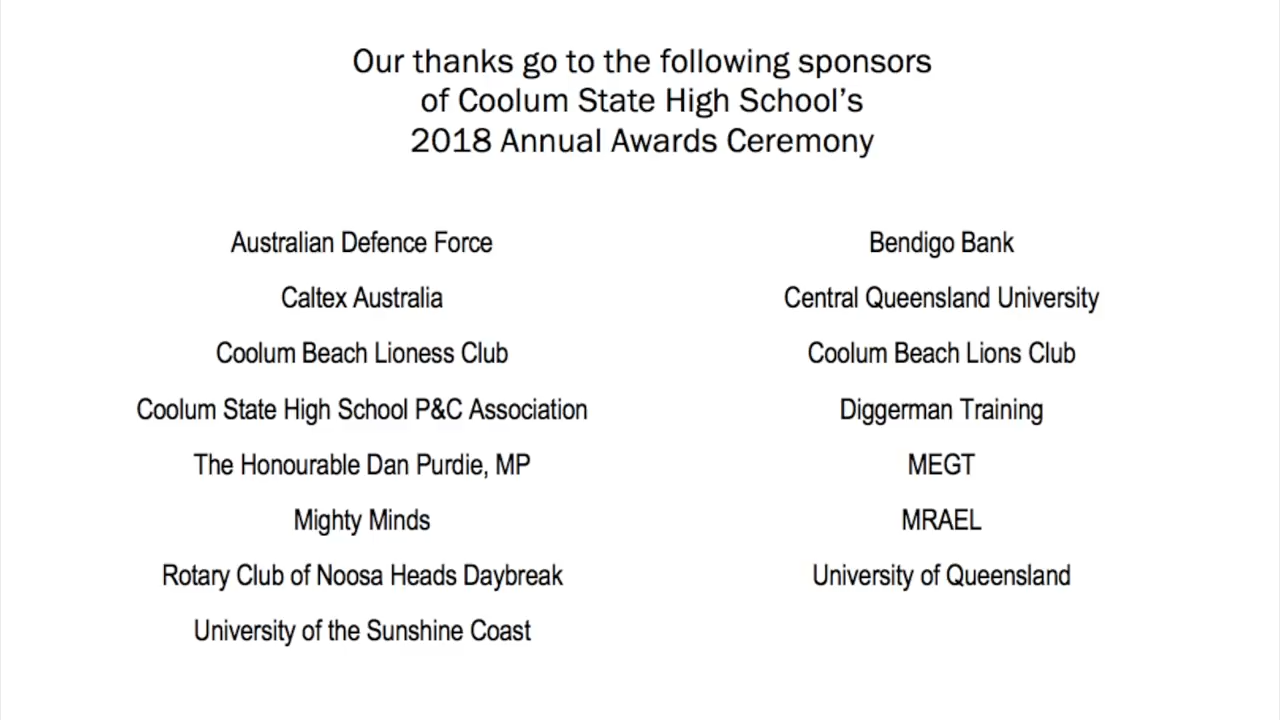 Our thanks go to the following sponsors
of Coolum State High School’s
2018 Annual Awards Ceremony
Australian Defence Force
Bendigo Bank
Caltex Australia
Central Queensland University
Coolum Beach Lioness Club
Coolum Beach Lions Club
Coolum State High School P&C Association
Diggerman Training
The Honourable Dan Purdie, MP
MEGT
Mighty Minds
MRAEL
Rotary Club of Noosa Heads Daybreak
University of Queensland
University of the Sunshine Coast